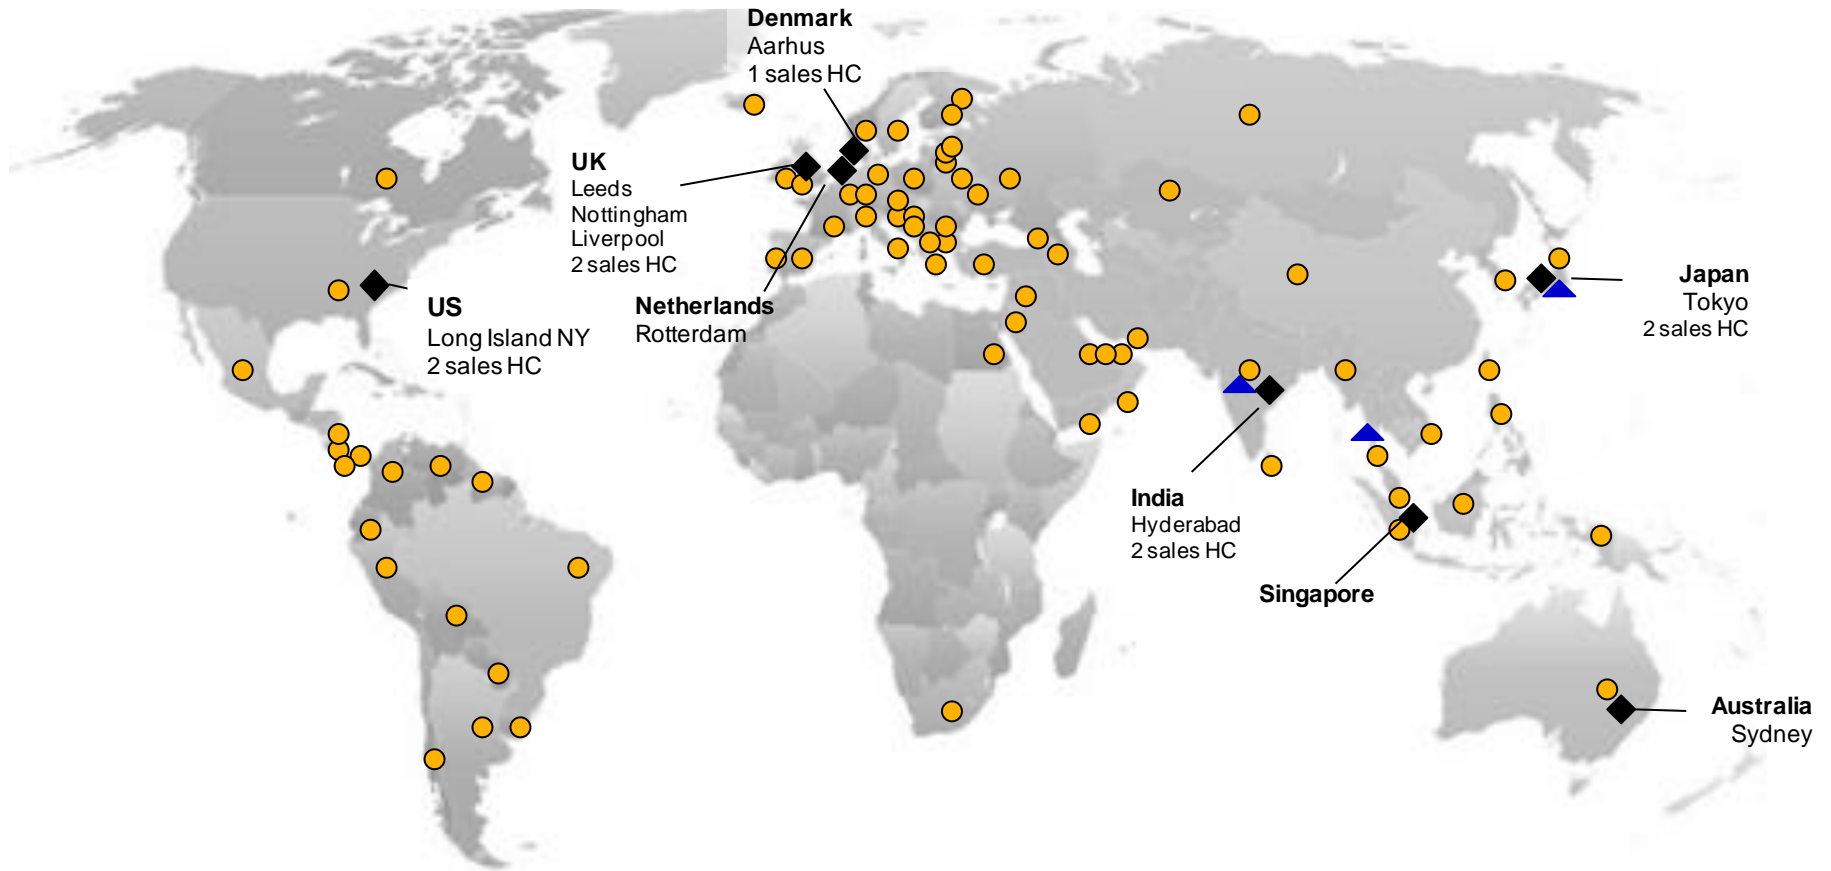 Denmark
Aarhus
1 sales HC
UK
Leeds
Nottingham
Liverpool
2 sales HC
Netherlands
Rotterdam
US
Long Island NY
2 sales HC
Japan
Tokyo
2 sales HC
India
Hyderabad
2 sales HC
Singapore
Australia
Sydney